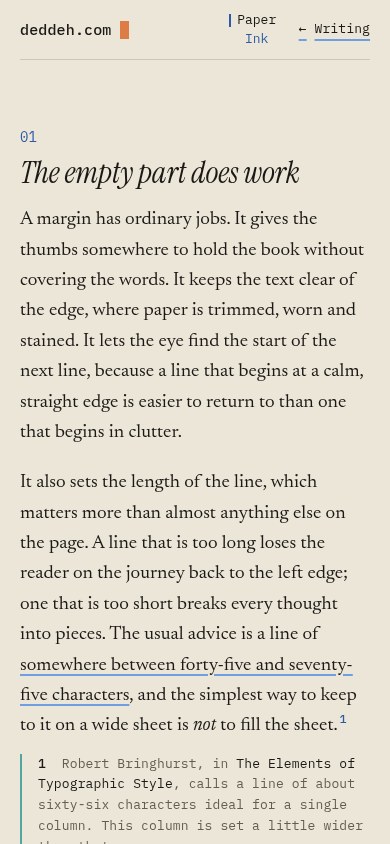 deddeh.com
Paper
Ink
← Writing
01
The empty part does work
A margin has ordinary jobs. It gives the
thumbs somewhere to hold the book without
covering the words. It keeps the text clear of
the edge, where paper is trimmed, worn and
stained. It lets the eye find the start of the
next line, because a line that begins at a calm,
straight edge is easier to return to than one
that begins in clutter.
It also sets the length of the line, which
matters more than almost anything else on
the page. A line that is too long loses the
reader on the journey back to the left edge;
one that is too short breaks every thought
into pieces. The usual advice is a line of
somewhere between forty-five and seventy-
five characters, and the simplest way to keep
to it on a wide sheet is not to fill the sheet.1
1 Robert Bringhurst, in The Elements of
Typographic Style, calls a line of about
sixty-six characters ideal for a single
column. This column is set a little wider